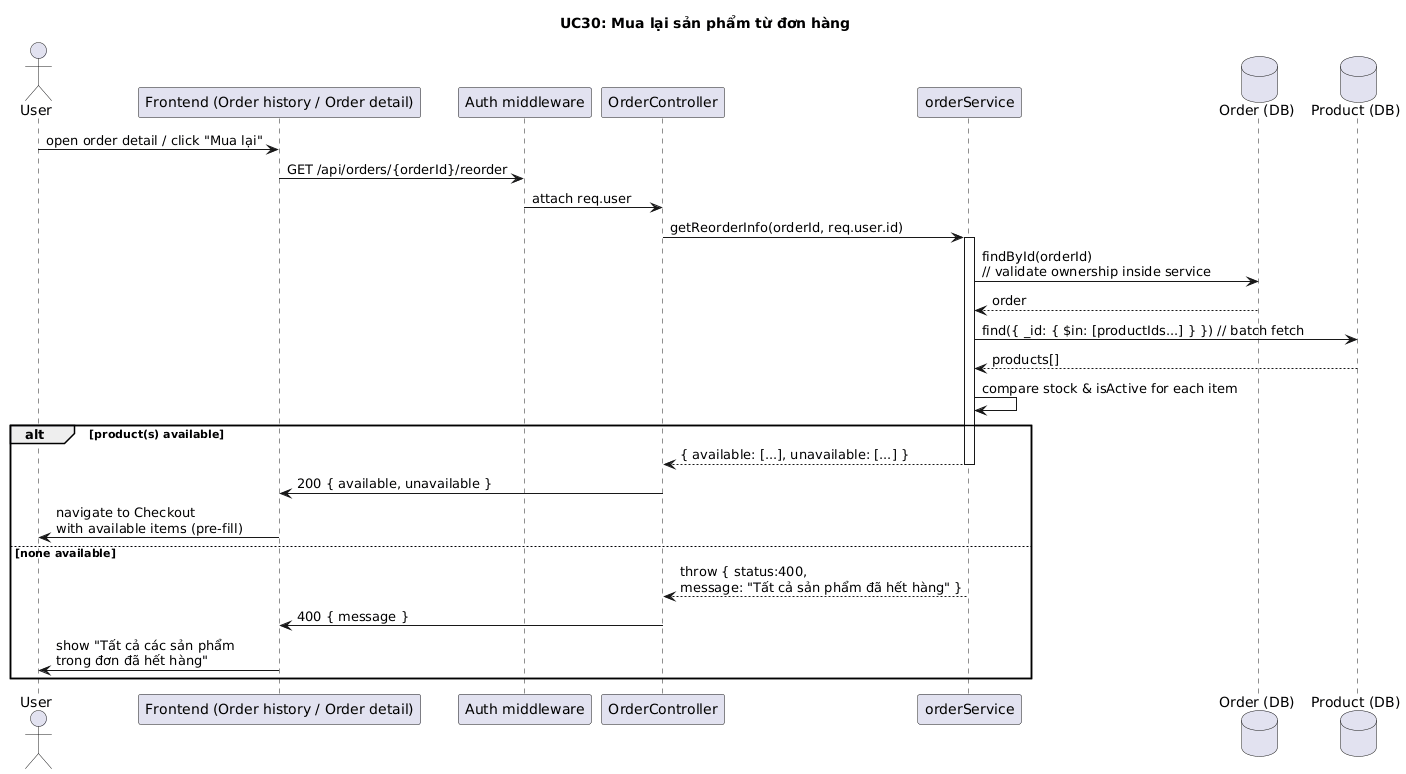 UC30: Mua lại sản phẩm từ đơn hàng
User
Frontend (Order history / Order detail)
Auth middleware
OrderController
orderService
Order (DB)
Product (DB)
open order detail / click "Mua lại"
GET /api/orders/{orderId}/reorder
attach req.user
getReorderInfo(orderId, req.user.id)
findById(orderId)
// validate ownership inside service
order
find({ _id: { $in: [productIds...] } }) // batch fetch
products[]
compare stock & isActive for each item
alt
[product(s) available]
{ available: [...], unavailable: [...] }
200 { available, unavailable }
navigate to Checkout
with available items (pre-fill)
[none available]
throw { status:400,
message: "Tất cả sản phẩm đã hết hàng" }
400 { message }
show "Tất cả các sản phẩm
trong đơn đã hết hàng"
User
Frontend (Order history / Order detail)
Auth middleware
OrderController
orderService
Order (DB)
Product (DB)